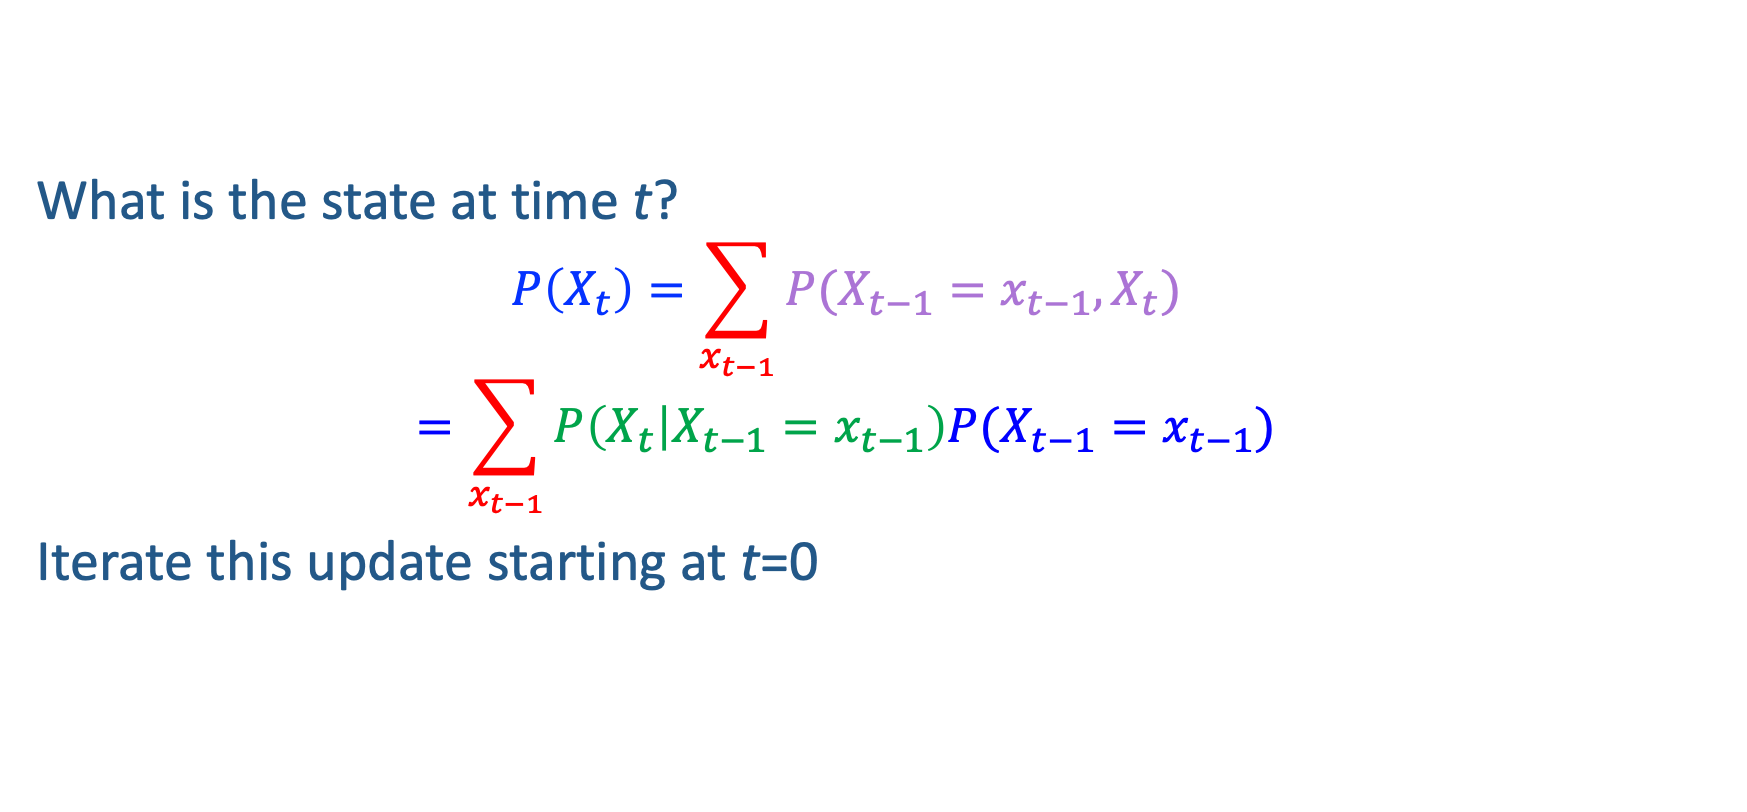 What is the state at time t?
P(X_t) = ∑_{x_{t−1}} P(X_{t−1} = x_{t−1}, X_t)
= ∑_{x_{t−1}} P(X_t|X_{t−1} = x_{t−1})P(X_{t−1} = x_{t−1})
Iterate this update starting at t=0